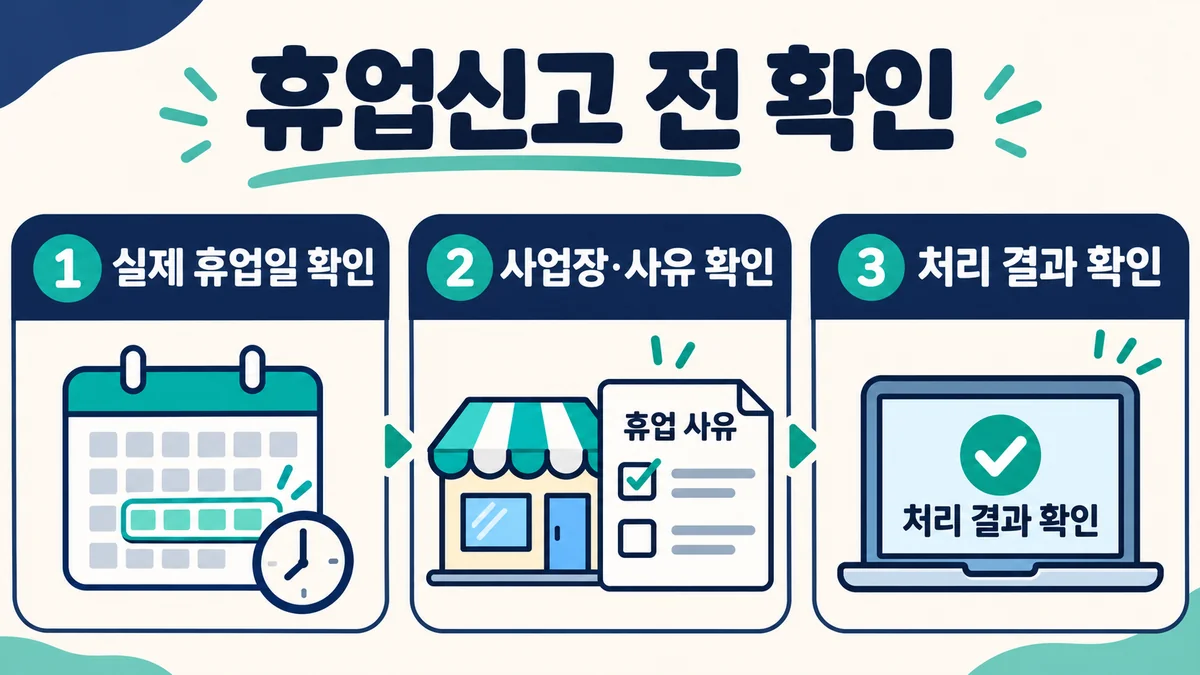 휴업신고 전 확인
1 실제 휴업일 확인
2 사업장·사유 확인
3 처리 결과 확인
휴업 사유
처리 결과 확인